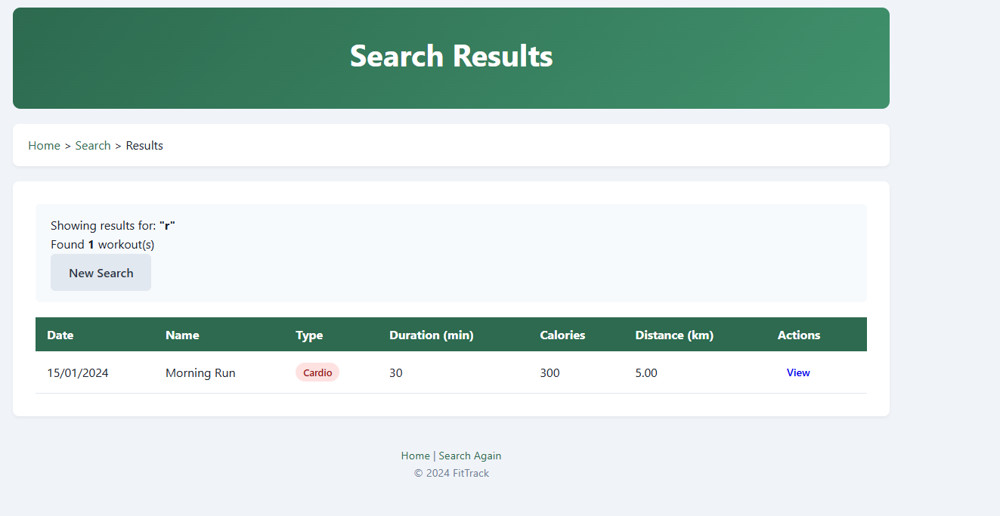 Search Results
Home > Search > Results
Showing results for: "r"
Found 1 workout(s)
New Search
Date Name Type Duration (min) Calories Distance (km) Actions
15/01/2024 Morning Run Cardio 30 300 5.00 View
Home | Search Again
© 2024 FitTrack